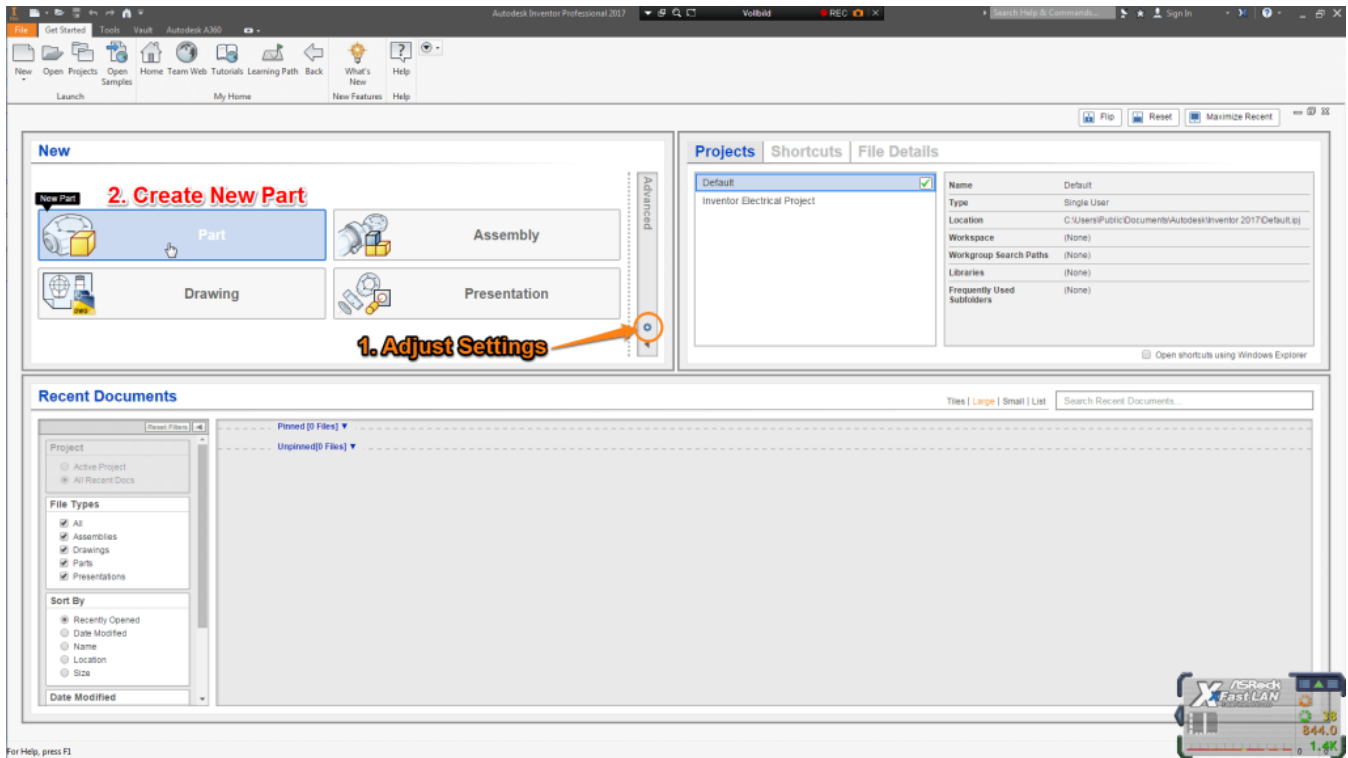 Autodesk Inventor Professional 2017
Vollbild
REC
Search Help & Commands...
Sign In
File
Get Started
Tools
Vault
Autodesk A360
New
Open
Projects
Open Samples
Home
Team Web
Tutorials
Learning Path
Back
What's New
Help
Launch
My Home
New Features
Help
Flip
Reset
Maximize Recent
New
New Part
2. Create New Part
Part
Assembly
Drawing
Presentation
Advanced
1. Adjust Settings
Projects
Shortcuts
File Details
Default
Inventor Electrical Project
Name Default
Type Single User
Location C:\Users\Public\Documents\Autodesk\Inventor 2017\Default.ipj
Workspace (None)
Workgroup Search Paths (None)
Libraries (None)
Frequently Used Subfolders (None)
Open shortcuts using Windows Explorer
Recent Documents
Tiles | Large | Small | List
Search Recent Documents...
Reset Filters
Pinned [0 Files]
Unpinned[0 Files]
Project
Active Project
All Recent Docs
File Types
All
Assemblies
Drawings
Parts
Presentations
Sort By
Recently Opened
Date Modified
Name
Location
Size
Date Modified
ASRock
XFast LAN
38
844.0
0 1.4K
For Help, press F1